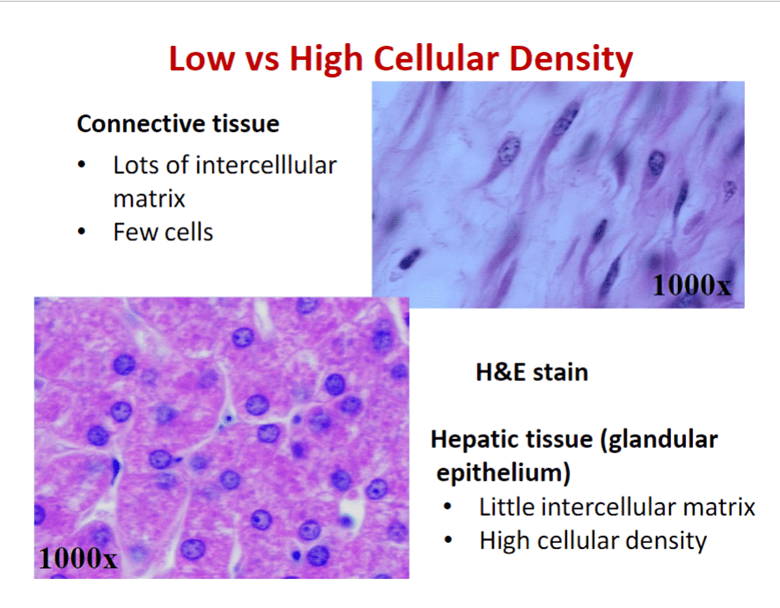 Low vs High Cellular Density
Connective tissue
• Lots of intercelllular
matrix
• Few cells
1000x
H&E stain
Hepatic tissue (glandular
epithelium)
• Little intercellular matrix
• High cellular density
1000x